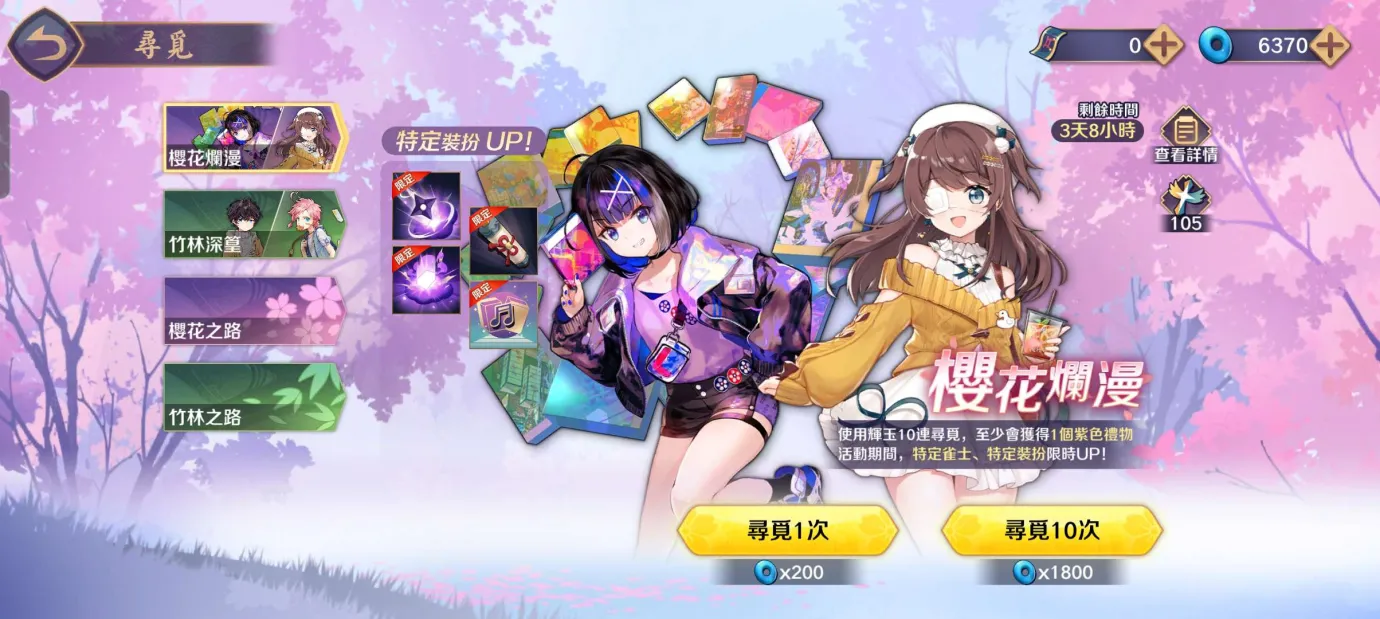 尋覓
0
6370
剩餘時間
3天8小時
查看詳情
105
櫻花爛漫
竹林深篁
櫻花之路
竹林之路
特定裝扮 UP!
限定
限定
限定
限定
櫻花爛漫
使用輝玉10連尋覓，至少會獲得1個紫色禮物
活動期間，特定雀士、特定裝扮限時UP!
尋覓1次
x200
尋覓10次
x1800